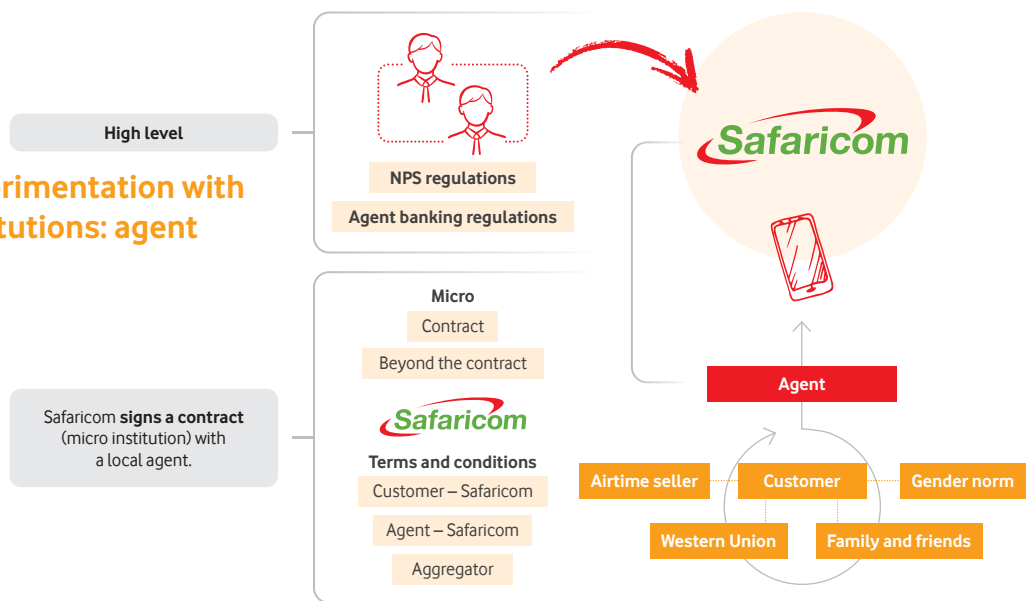 High level
erimentation with
tutions: agent
NPS regulations
Agent banking regulations
Safaricom
Safaricom signs a contract
(micro institution) with
a local agent.
Micro
Contract
Beyond the contract
Safaricom
Terms and conditions
Customer – Safaricom
Agent – Safaricom
Aggregator
Agent
Airtime seller
Customer
Gender norm
Western Union
Family and friends